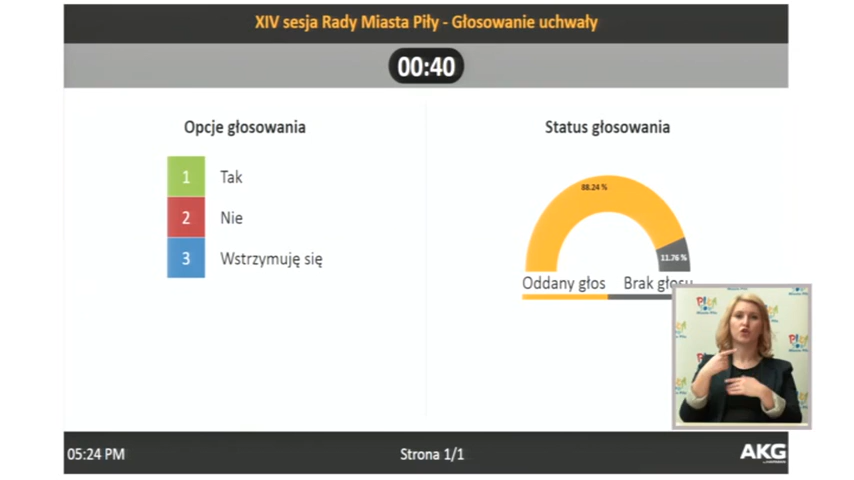 XIV sesja Rady Miasta Piły - Głosowanie uchwały
00:40
Opcje głosowania
1 Tak
2 Nie
3 Wstrzymuję się
Status głosowania
88.24 %
11.76 %
Oddany głos Brak głosu
05:24 PM
Strona 1/1
AKG